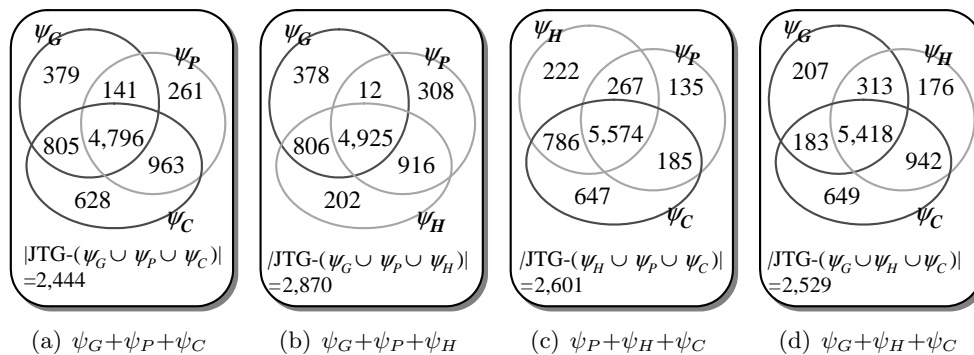 ψG
379
141
ψP
261
805
4,796
963
628
ψC
|JTG-(ψG ∪ ψP ∪ ψC)|
=2,444
(a) ψG+ψP+ψC
ψG
378
12
ψP
308
806
4,925
916
202
ψH
/JTG-(ψG ∪ ψP ∪ ψH)|
=2,870
(b) ψG+ψP+ψH
ψH
222
267
ψP
135
786
5,574
185
647
ψC
/JTG-(ψH ∪ ψP ∪ ψC)|
=2,601
(c) ψP+ψH+ψC
ψG
207
313
ψH
176
183
5,418
942
649
ψC
/JTG-(ψG ∪ ψH ∪ ψC)|
=2,529
(d) ψG+ψH+ψC